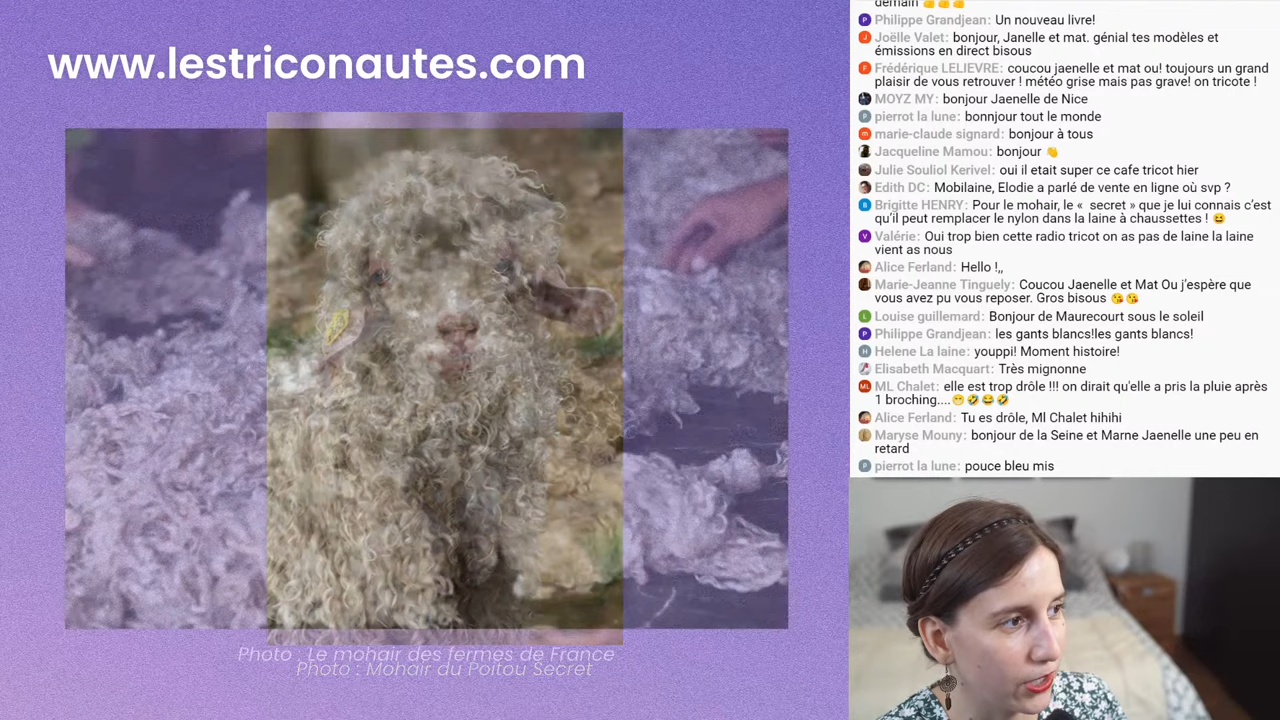 www.lestriconautes.com
Photo : Le mohair des fermes de France
Photo : Mohair du Poitou Secret
demain 👍👍👍
Philippe Grandjean: Un nouveau livre!
Joëlle Valet: bonjour, Janelle et mat. génial tes modèles et
émissions en direct bisous
Frédérique LELIEVRE: coucou jaenelle et mat ou! toujours un grand
plaisir de vous retrouver ! météo grise mais pas grave! on tricote !
MOYZ MY: bonjour Jaenelle de Nice
pierrot la lune: bonnjour tout le monde
marie-claude signard: bonjour à tous
Jacqueline Mamou: bonjour 👋
Julie Souliol Kerivel: oui il etait super ce cafe tricot hier
Edith DC: Mobilaine, Elodie a parlé de vente en ligne où svp ?
Brigitte HENRY: Pour le mohair, le « secret » que je lui connais c'est
qu'il peut remplacer le nylon dans la laine à chaussettes ! 😆
Valérie: Oui trop bien cette radio tricot on as pas de laine la laine
vient as nous
Alice Ferland: Hello !,,
Marie-Jeanne Tinguely: Coucou Jaenelle et Mat Ou j'espère que
vous avez pu vous reposer. Gros bisous 😘😘
Louise guillemard: Bonjour de Maurecourt sous le soleil
Philippe Grandjean: les gants blancs!les gants blancs!
Helene La laine: youppi! Moment histoire!
Elisabeth Macquart: Très mignonne
ML Chalet: elle est trop drôle !!! on dirait qu'elle a pris la pluie après
1 broching....😁🤣😂🤣
Alice Ferland: Tu es drôle, Ml Chalet hihihi
Maryse Mouny: bonjour de la Seine et Marne Jaenelle une peu en
retard
pierrot la lune: pouce bleu mis